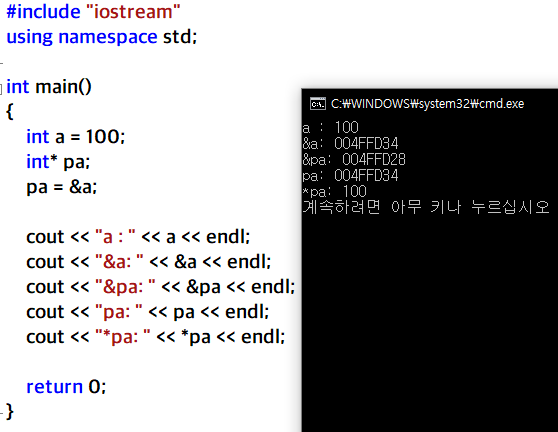 #include "iostream"
using namespace std;
int main()
{
int a = 100;
int* pa;
pa = &a;
cout << "a : " << a << endl;
cout << "&a: " << &a << endl;
cout << "&pa: " << &pa << endl;
cout << "pa: " << pa << endl;
cout << "*pa: " << *pa << endl;
return 0;
}
C:₩WINDOWS₩system32₩cmd.exe
a : 100
&a: 004FFD34
&pa: 004FFD28
pa: 004FFD34
*pa: 100
계속하려면 아무 키나 누르십시오